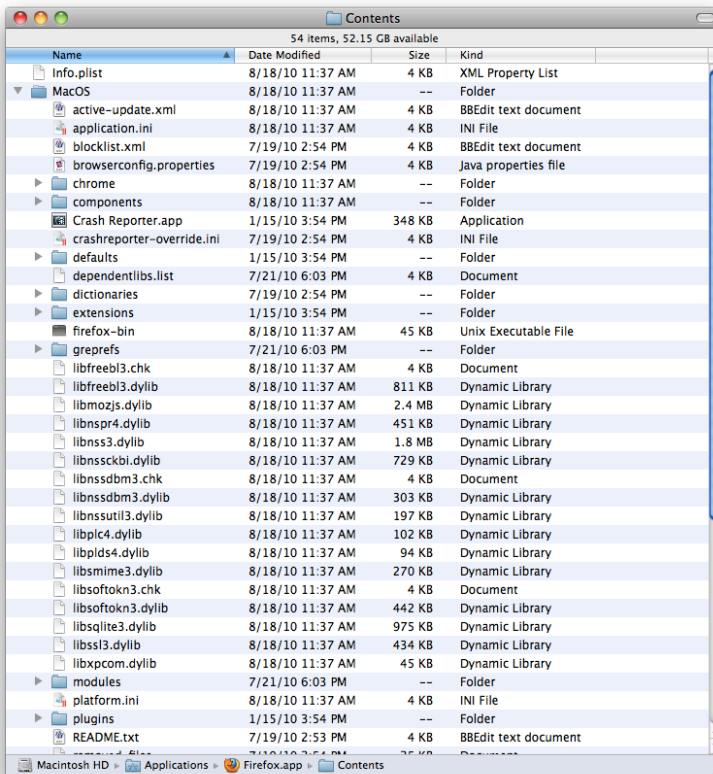 Contents
54 items, 52.15 GB available
Name Date Modified Size Kind
Info.plist 8/18/10 11:37 AM 4 KB XML Property List
MacOS 8/18/10 11:37 AM -- Folder
active-update.xml 8/18/10 11:37 AM 4 KB BBEdit text document
application.ini 8/18/10 11:37 AM 4 KB INI File
blocklist.xml 7/19/10 2:54 PM 4 KB BBEdit text document
browserconfig.properties 7/19/10 2:54 PM 4 KB Java properties file
chrome 8/18/10 11:37 AM -- Folder
components 8/18/10 11:37 AM -- Folder
Crash Reporter.app 1/15/10 3:54 PM 348 KB Application
crashreporter-override.ini 7/19/10 2:54 PM 4 KB INI File
defaults 1/15/10 3:54 PM -- Folder
dependentlibs.list 7/21/10 6:03 PM 4 KB Document
dictionaries 7/19/10 2:54 PM -- Folder
extensions 1/15/10 3:54 PM -- Folder
firefox-bin 8/18/10 11:37 AM 45 KB Unix Executable File
greprefs 7/21/10 6:03 PM -- Folder
libfreebl3.chk 8/18/10 11:37 AM 4 KB Document
libfreebl3.dylib 8/18/10 11:37 AM 811 KB Dynamic Library
libmozjs.dylib 8/18/10 11:37 AM 2.4 MB Dynamic Library
libnspr4.dylib 8/18/10 11:37 AM 451 KB Dynamic Library
libnss3.dylib 8/18/10 11:37 AM 1.8 MB Dynamic Library
libnssckbi.dylib 8/18/10 11:37 AM 729 KB Dynamic Library
libnssdbm3.chk 8/18/10 11:37 AM 4 KB Document
libnssdbm3.dylib 8/18/10 11:37 AM 303 KB Dynamic Library
libnssutil3.dylib 8/18/10 11:37 AM 197 KB Dynamic Library
libplc4.dylib 8/18/10 11:37 AM 102 KB Dynamic Library
libplds4.dylib 8/18/10 11:37 AM 94 KB Dynamic Library
libsmime3.dylib 8/18/10 11:37 AM 270 KB Dynamic Library
libsoftokn3.chk 8/18/10 11:37 AM 4 KB Document
libsoftokn3.dylib 8/18/10 11:37 AM 442 KB Dynamic Library
libsqlite3.dylib 8/18/10 11:37 AM 975 KB Dynamic Library
libssl3.dylib 8/18/10 11:37 AM 434 KB Dynamic Library
libxpcom.dylib 8/18/10 11:37 AM 45 KB Dynamic Library
modules 7/21/10 6:03 PM -- Folder
platform.ini 8/18/10 11:37 AM 4 KB INI File
plugins 1/15/10 3:54 PM -- Folder
README.txt 7/19/10 2:53 PM 4 KB BBEdit text document
Macintosh HD Applications Firefox.app Contents